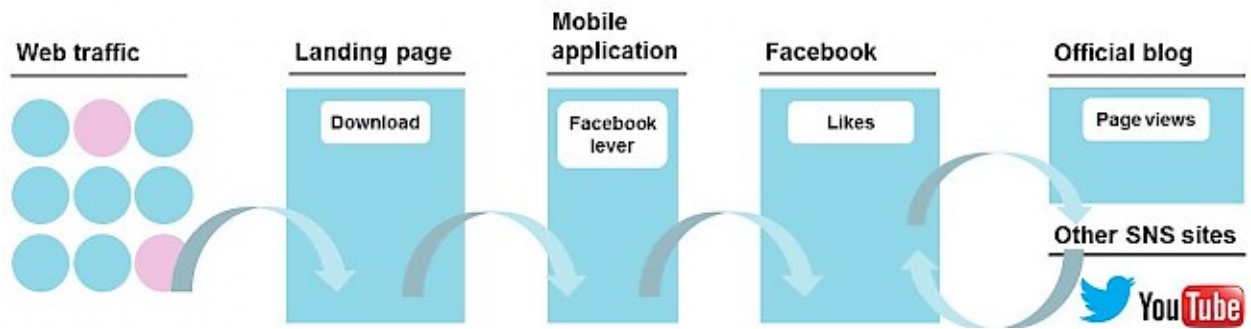 Web traffic
Landing page
Mobile
application
Facebook
Official blog
Download
Facebook
lever
Likes
Page views
Other SNS sites
YouTube